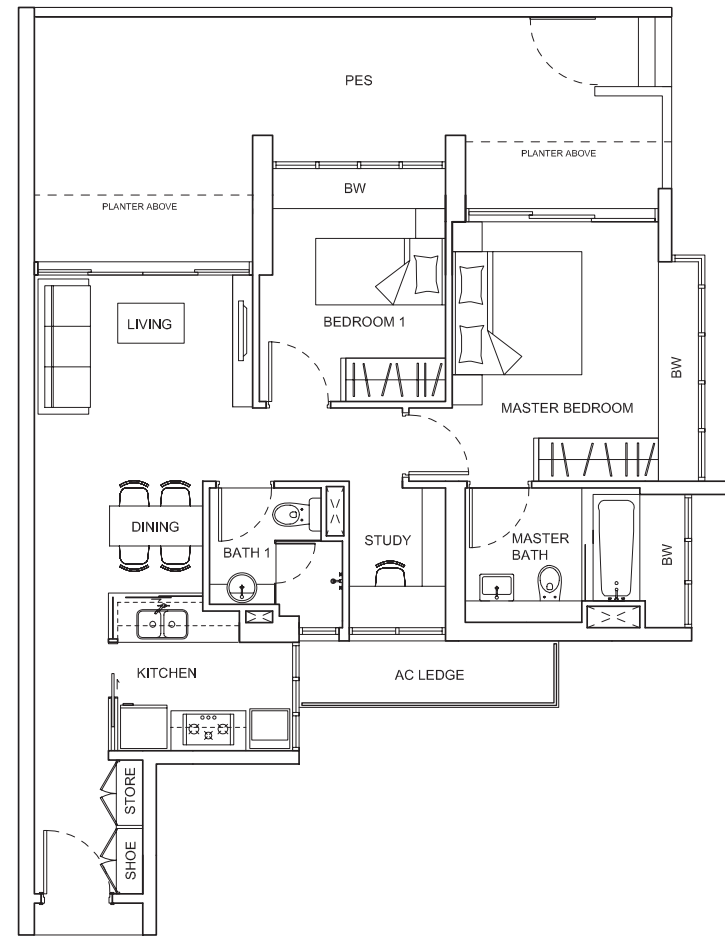 PES
PLANTER ABOVE
BW
PLANTER ABOVE
LIVING
BEDROOM 1
BW
MASTER BEDROOM
DINING
BATH 1
STUDY
MASTER
BATH
BW
KITCHEN
AC LEDGE
STORE
SHOE